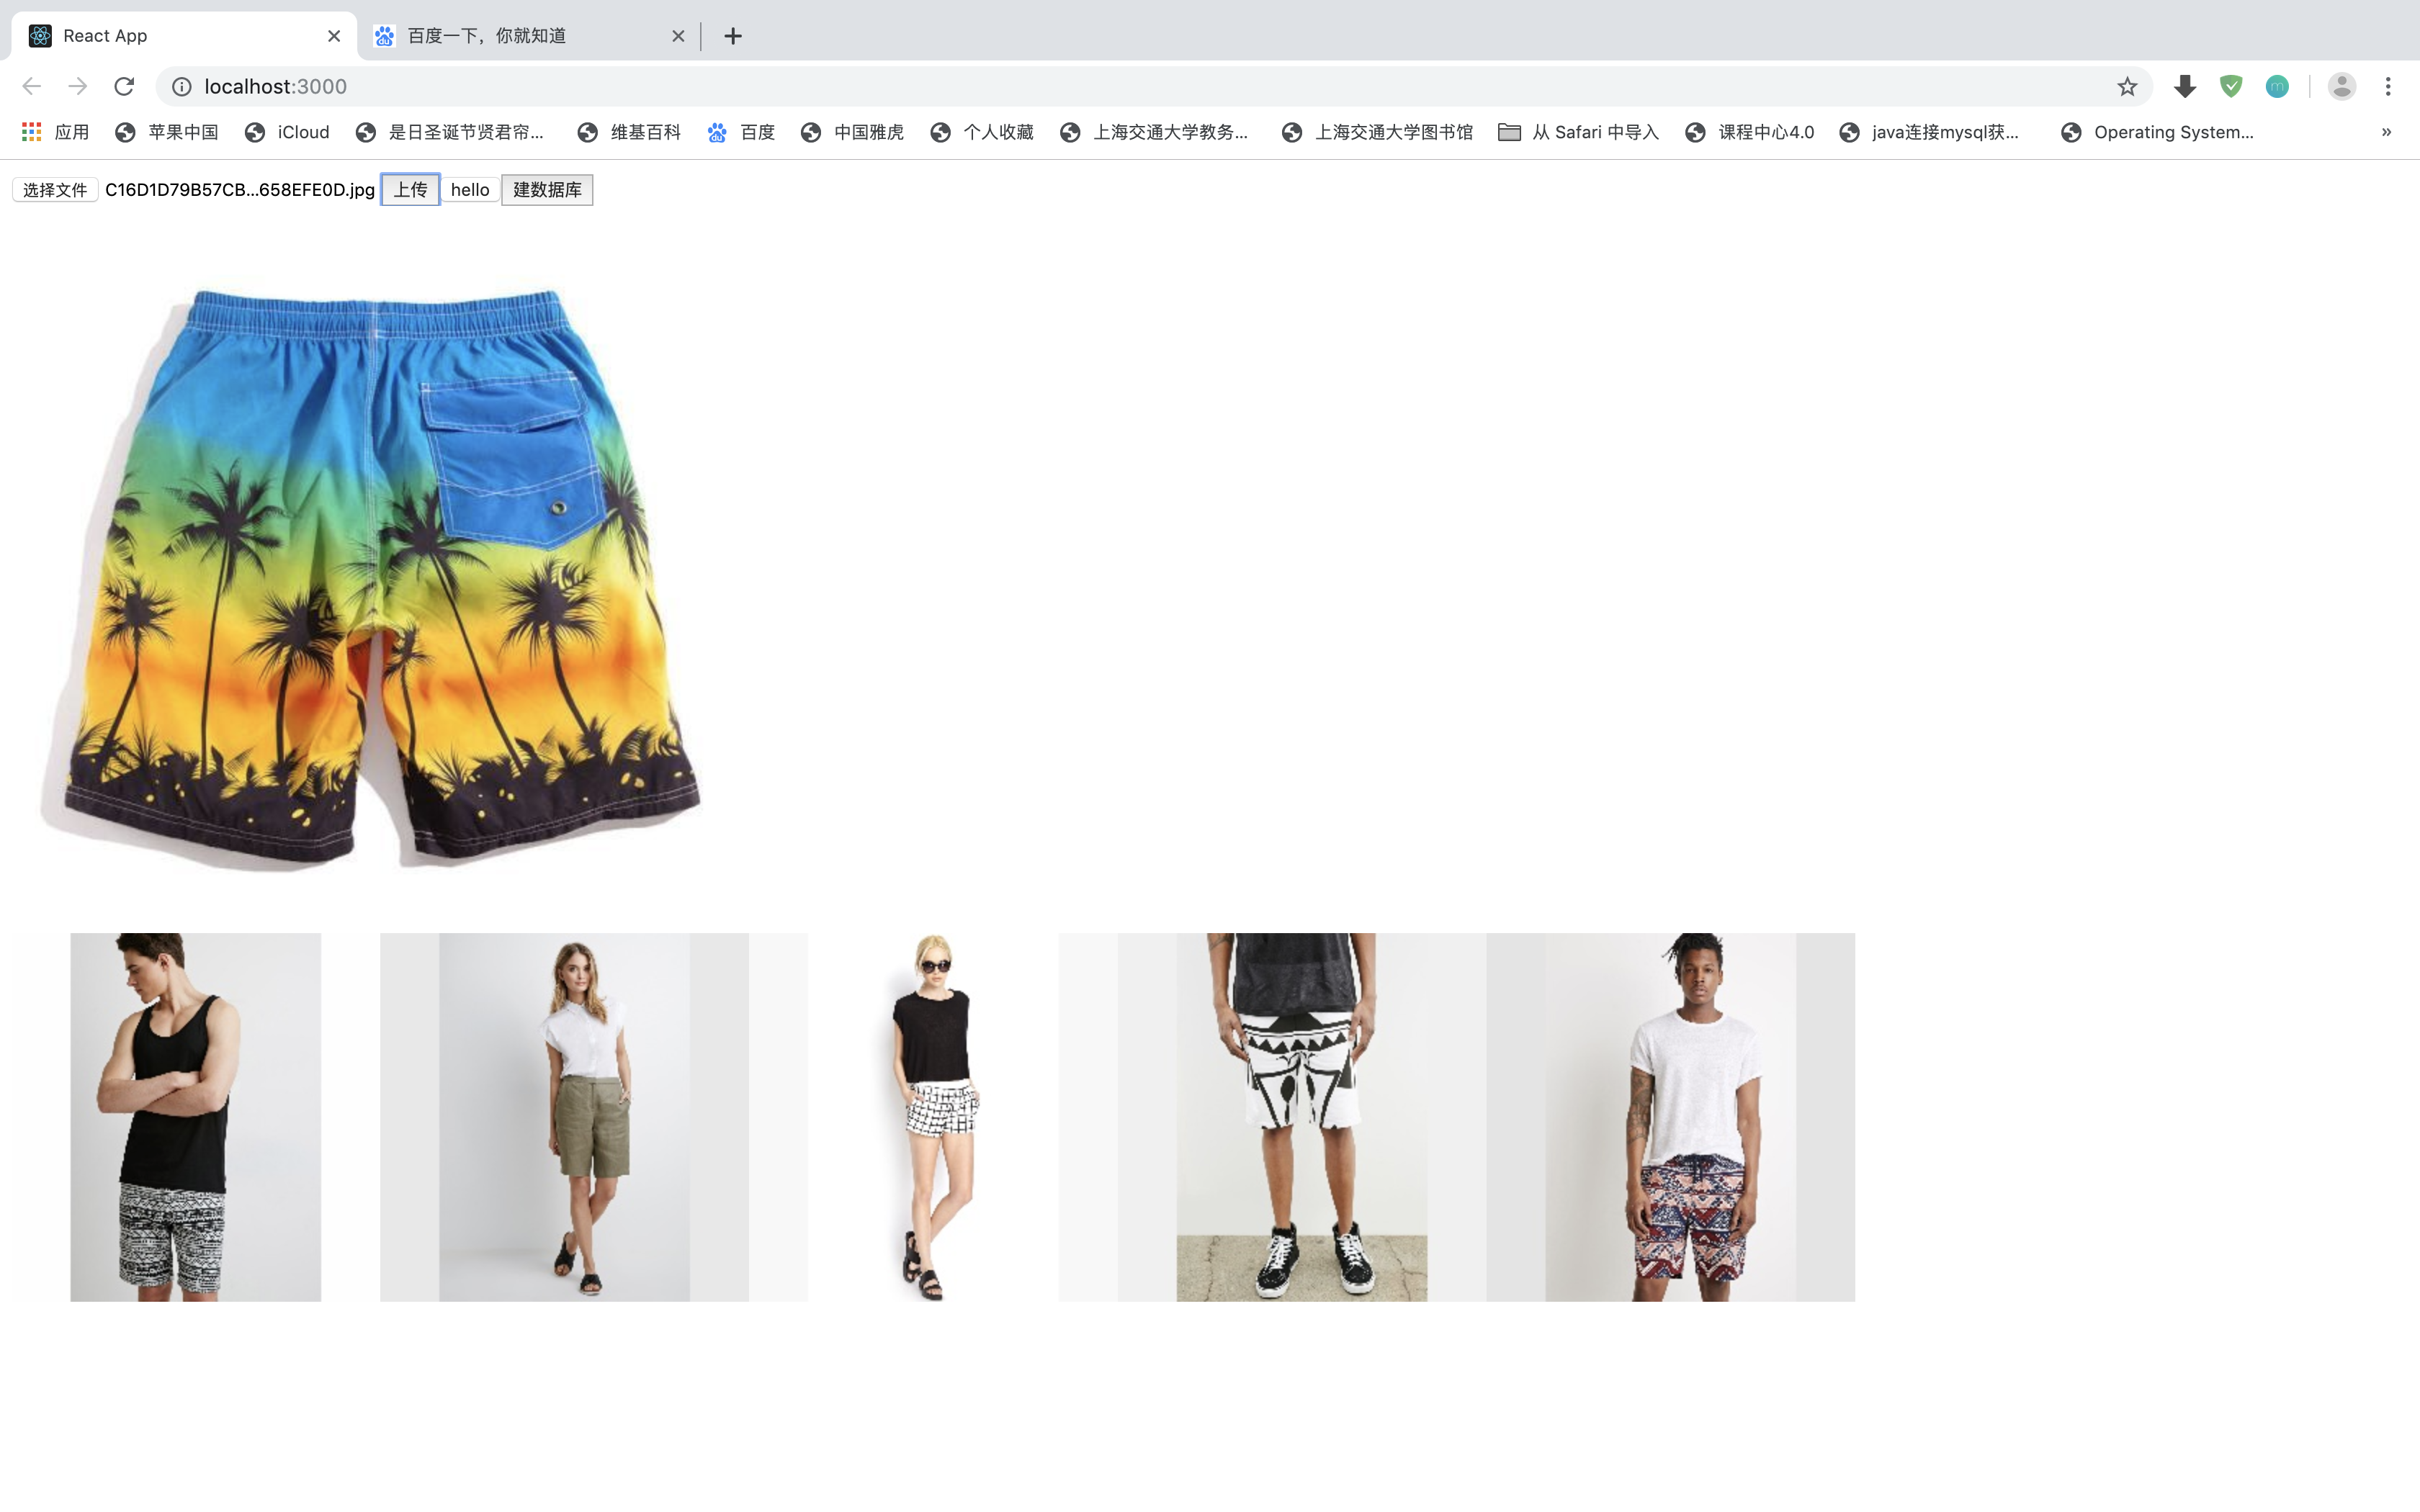 React App
百度一下，你就知道
localhost:3000
应用 苹果中国 iCloud 是日圣诞节贤君帘... 维基百科 百度 中国雅虎 个人收藏 上海交通大学教务... 上海交通大学图书馆 从 Safari 中导入 课程中心4.0 java连接mysql获... Operating System... »
选择文件 C16D1D79B57CB...658EFE0D.jpg 上传 hello 建数据库